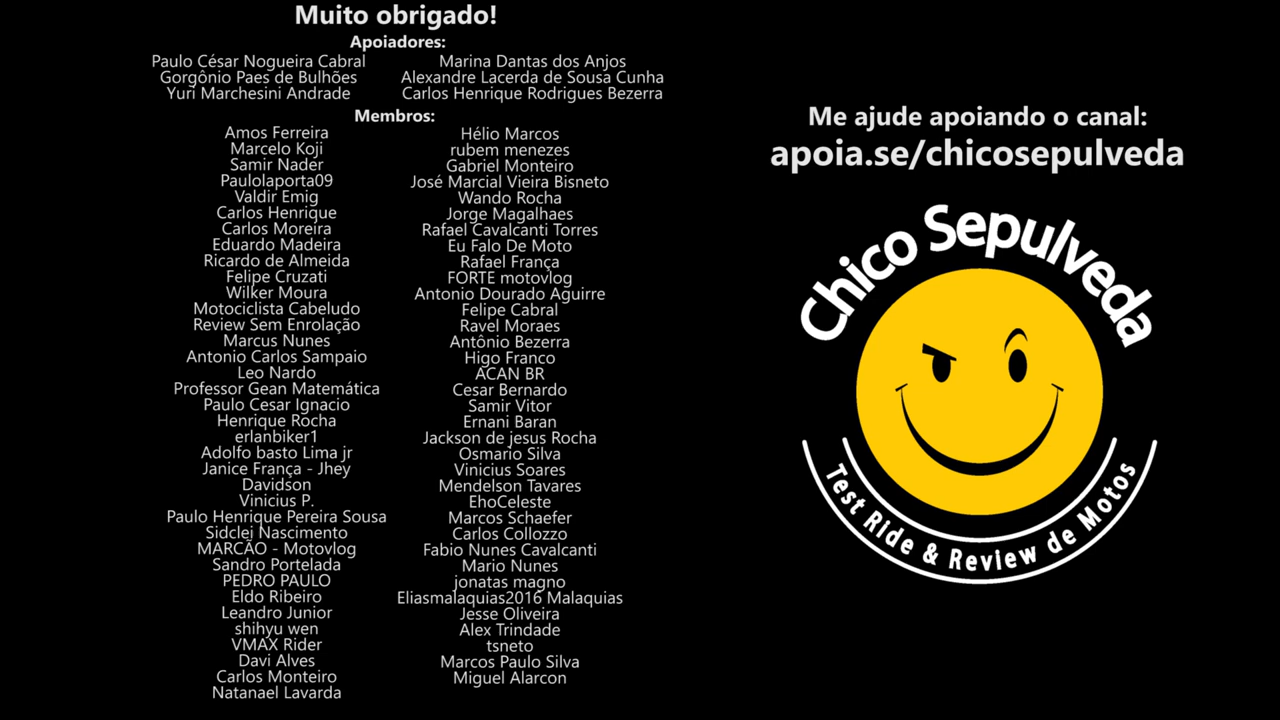 Muito obrigado!
Apoiadores:
Paulo César Nogueira Cabral
Gorgônio Paes de Bulhões
Yuri Marchesini Andrade
Marina Dantas dos Anjos
Alexandre Lacerda de Sousa Cunha
Carlos Henrique Rodrigues Bezerra
Membros:
Amos Ferreira
Marcelo Koji
Samir Nader
Paulolaporta09
Valdir Emig
Carlos Henrique
Carlos Moreira
Eduardo Madeira
Ricardo de Almeida
Felipe Cruzati
Wilker Moura
Motociclista Cabeludo
Review Sem Enrolação
Marcus Nunes
Antonio Carlos Sampaio
Leo Nardo
Professor Gean Matemática
Paulo Cesar Ignacio
Henrique Rocha
erlanbiker1
Adolfo basto Lima jr
Janice França - Jhey
Davidson
Vinicius P.
Paulo Henrique Pereira Sousa
Sidclei Nascimento
MARCÃO - Motovlog
Sandro Portelada
PEDRO PAULO
Eldo Ribeiro
Leandro Junior
shihyu wen
VMAX Rider
Davi Alves
Carlos Monteiro
Natanael Lavarda
Hélio Marcos
rubem menezes
Gabriel Monteiro
José Marcial Vieira Bisneto
Wando Rocha
Jorge Magalhaes
Rafael Cavalcanti Torres
Eu Falo De Moto
Rafael França
FORTE motovlog
Antonio Dourado Aguirre
Felipe Cabral
Ravel Moraes
Antônio Bezerra
Higo Franco
ACAN BR
Cesar Bernardo
Samir Vitor
Ernani Baran
Jackson de jesus Rocha
Osmario Silva
Vinicius Soares
Mendelson Tavares
EhoCeleste
Marcos Schaefer
Carlos Collozzo
Fabio Nunes Cavalcanti
Mario Nunes
jonatas magno
Eliasmalaquias2016 Malaquias
Jesse Oliveira
Alex Trindade
tsneto
Marcos Paulo Silva
Miguel Alarcon
Me ajude apoiando o canal:
apoia.se/chicosepulveda
Chico Sepulveda
Test Ride & Review de Motos